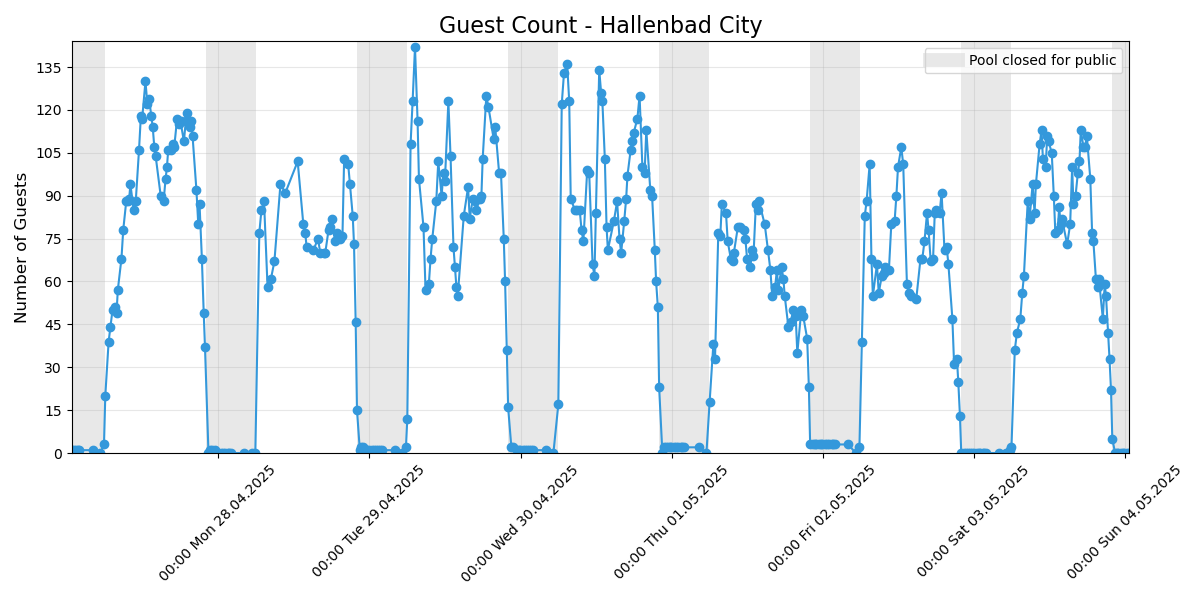 Guest Count - Hallenbad City
Pool closed for public
Number of Guests
135
120
105
90
75
60
45
30
15
0
00:00 Mon 28.04.2025
00:00 Tue 29.04.2025
00:00 Wed 30.04.2025
00:00 Thu 01.05.2025
00:00 Fri 02.05.2025
00:00 Sat 03.05.2025
00:00 Sun 04.05.2025